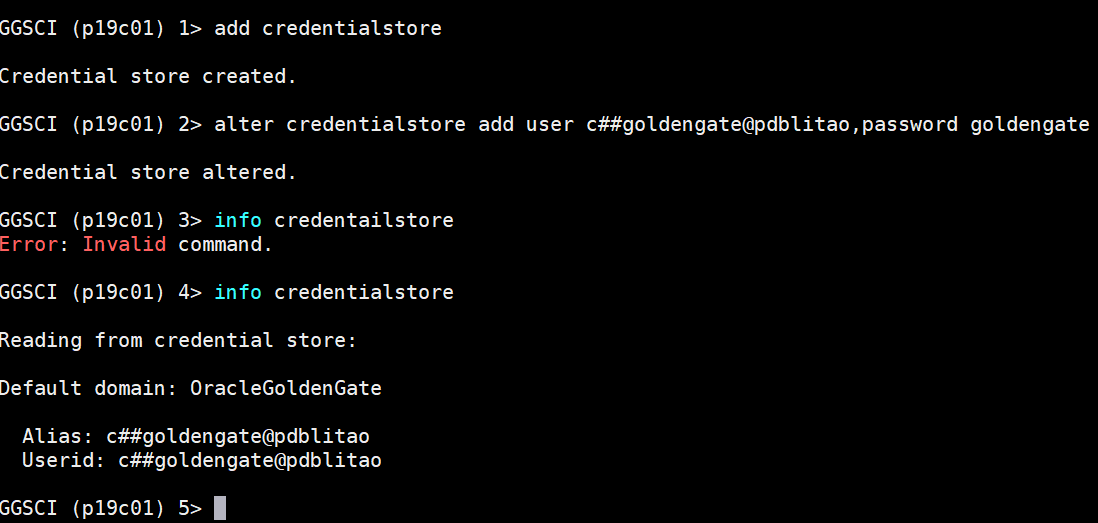 GGSCI (p19c01) 1> add credentialstore
Credential store created.
GGSCI (p19c01) 2> alter credentialstore add user c##goldengate@pdblitao,password goldengate
Credential store altered.
GGSCI (p19c01) 3> info credentailstore
Error: Invalid command.
GGSCI (p19c01) 4> info credentialstore
Reading from credential store:
Default domain: OracleGoldenGate
Alias: c##goldengate@pdblitao
Userid: c##goldengate@pdblitao
GGSCI (p19c01) 5>